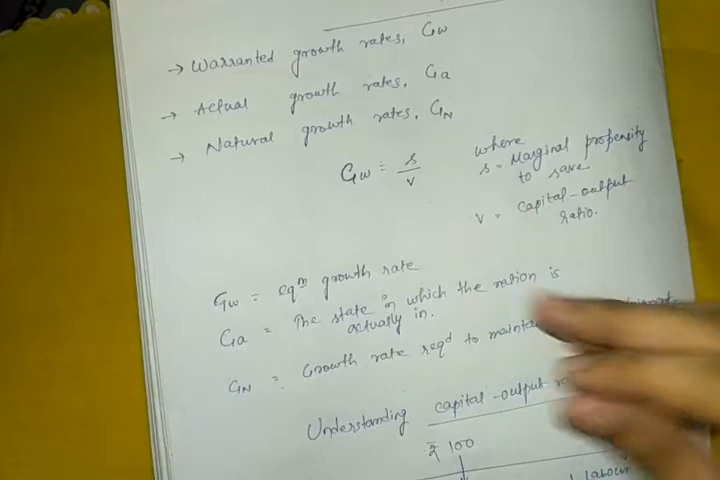 → Warranted growth rates, Gw
→ Actual growth rates, Ga
→ Natural growth rates, GN
Gw = s/v
where
s = Marginal propensity
to save
v = capital-output
ratio.
Gw = eqm growth rate
Ga = The state in which the nation is
actually in.
GN : Growth rate reqd to
Understanding capital-output
₹ 100
labour